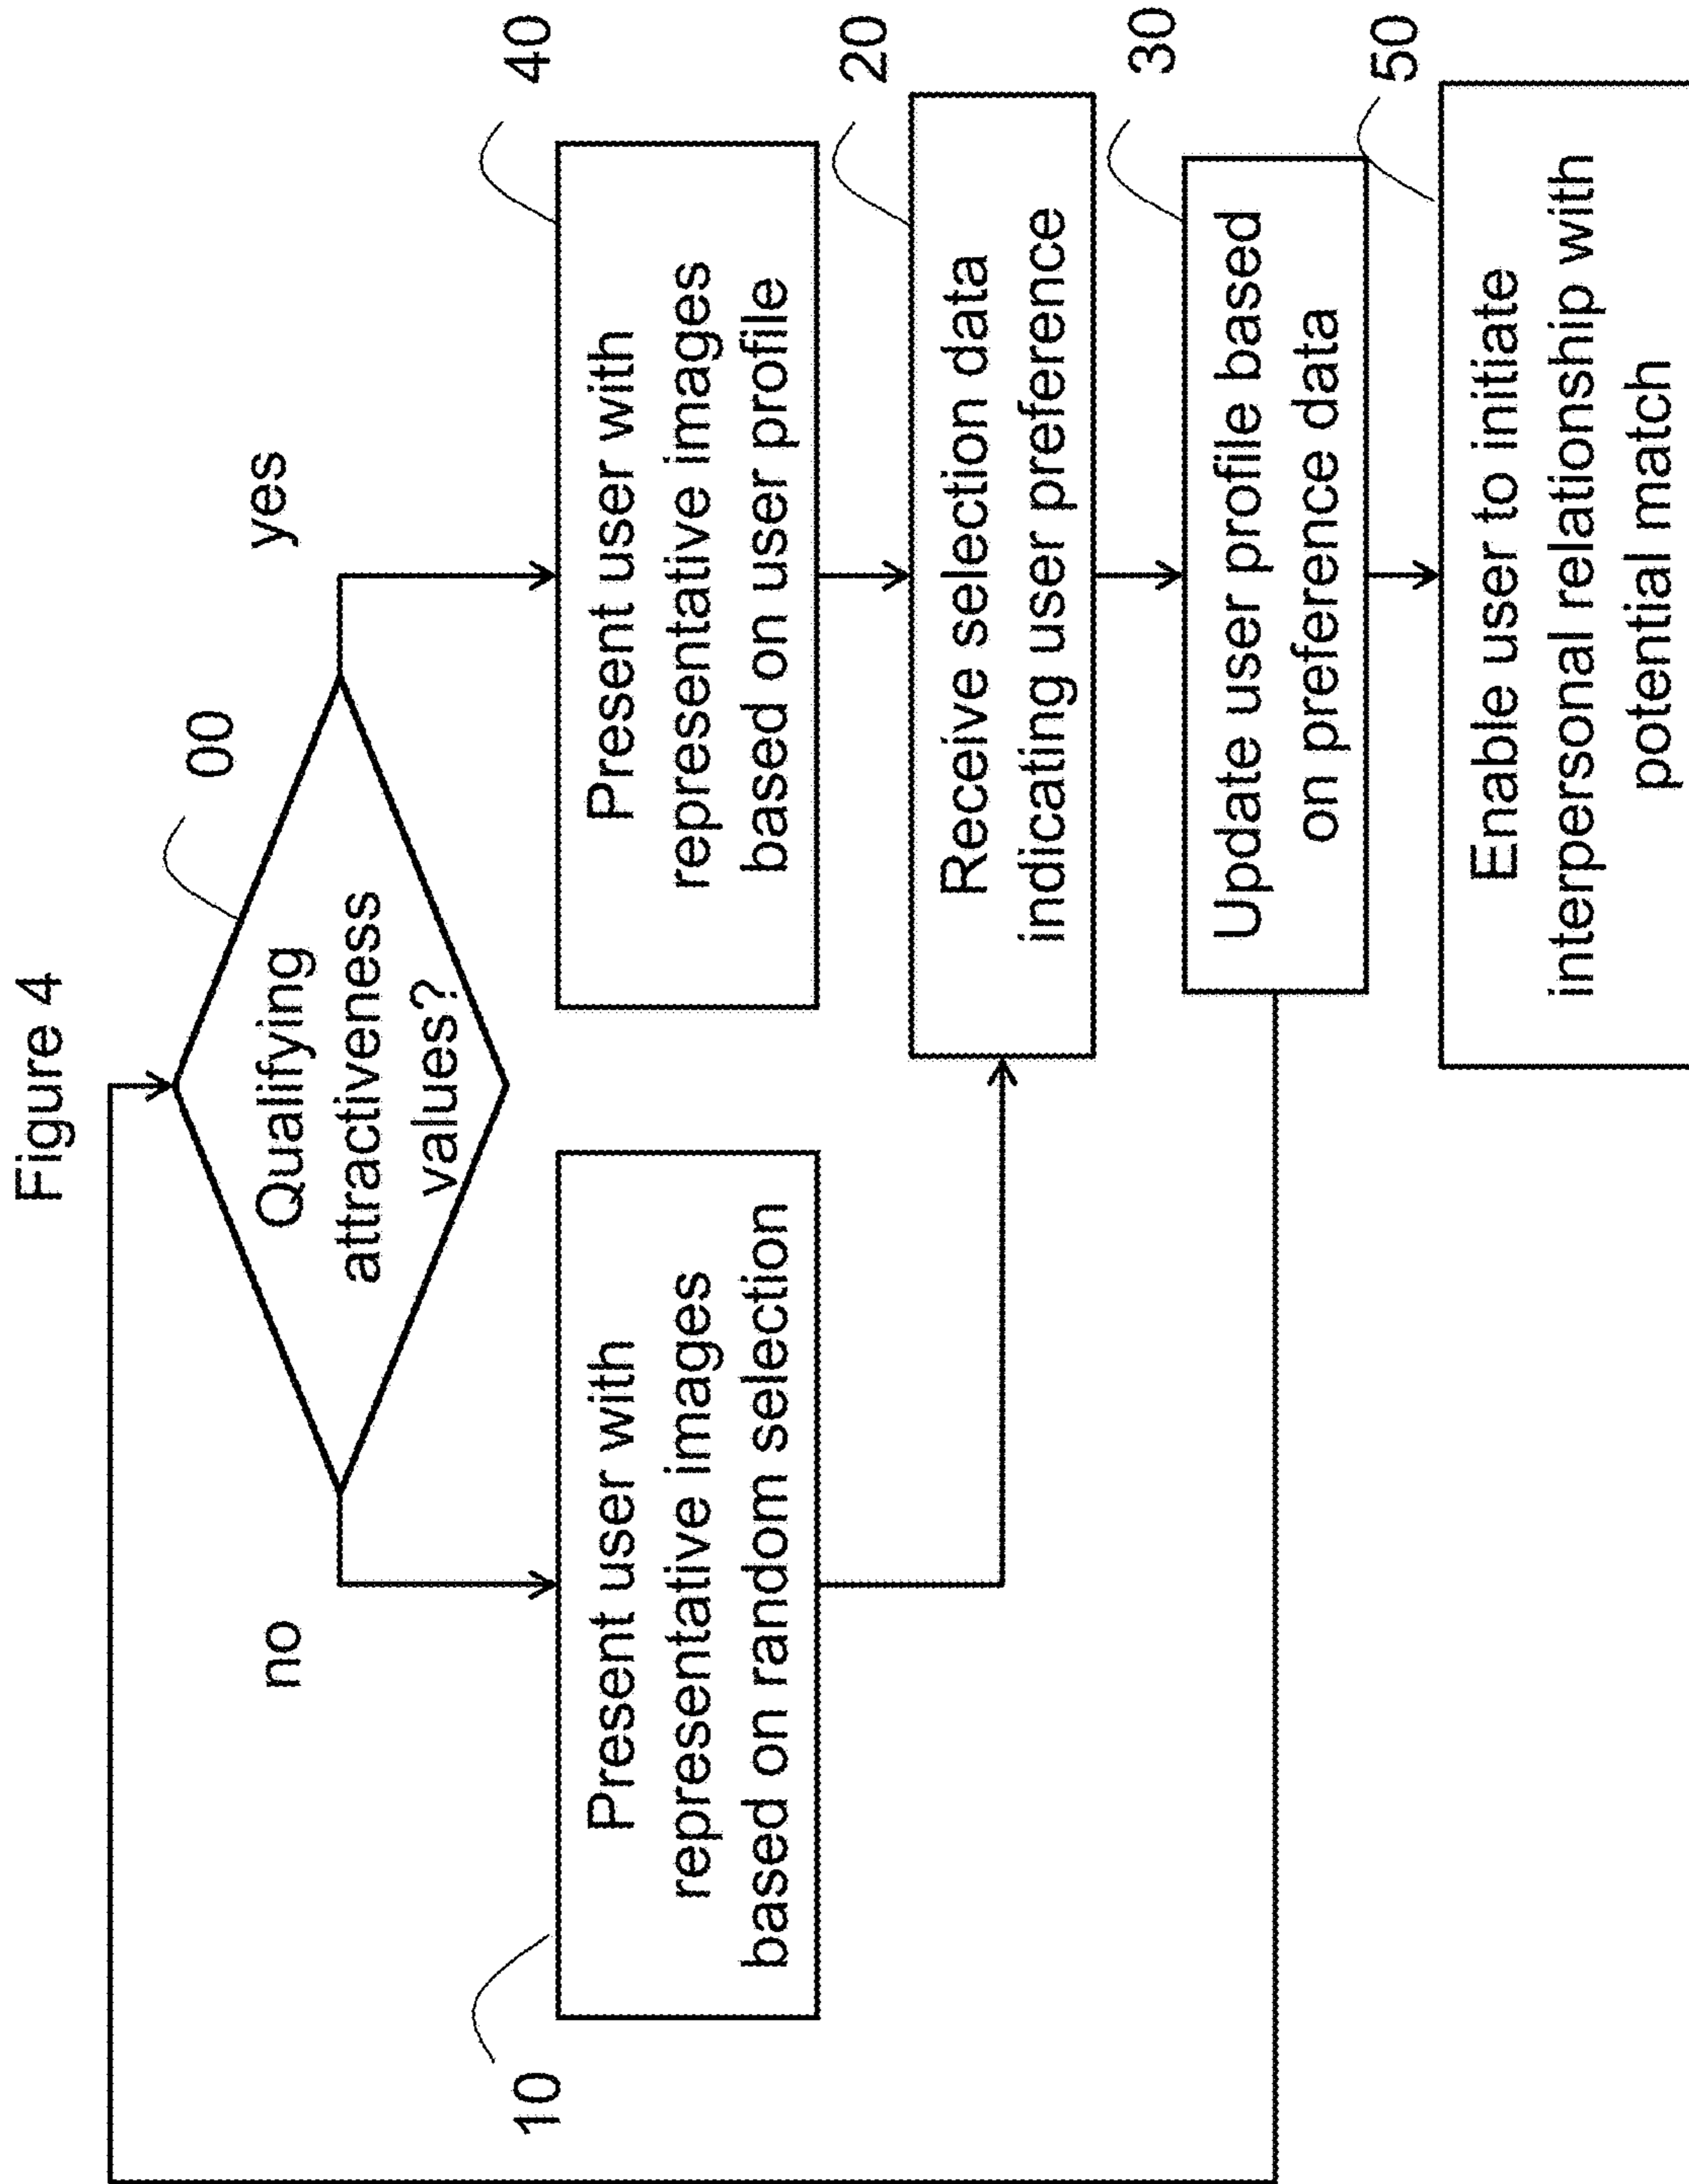 Figure 4
00
Qualifying
attractiveness
values?
no
yes
10
Present user with
representative images
based on random selection
40
Present user with
representative images
based on user profile
20
Receive selection data
indicating user preference
30
Update user profile based
on preference data
50
Enable user to initiate
interpersonal relationship with
potential match